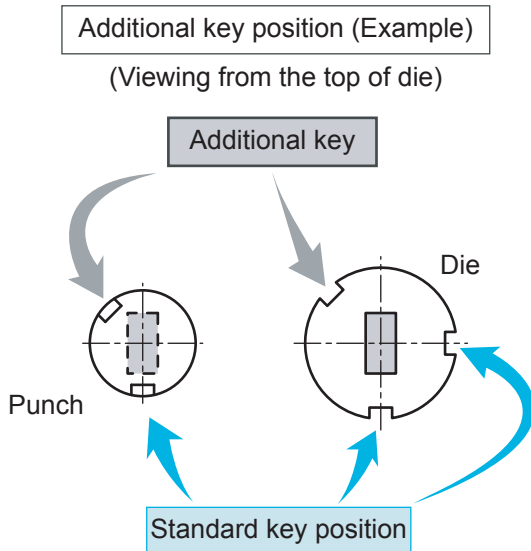 Additional key position (Example)
(Viewing from the top of die)
Additional key
Die
Punch
Standard key position